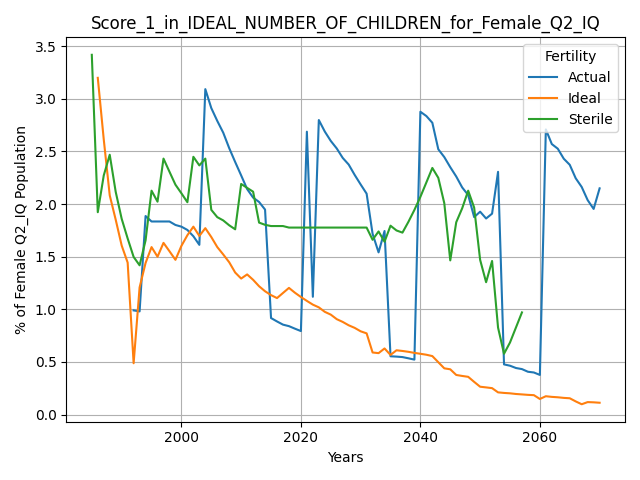 Score_1_in_IDEAL_NUMBER_OF_CHILDREN_for_Female_Q2_IQ
Fertility
Actual
Ideal
Sterile
% of Female Q2_IQ Population
3.5
3.0
2.5
2.0
1.5
1.0
0.5
0.0
2000 2020 2040 2060
Years